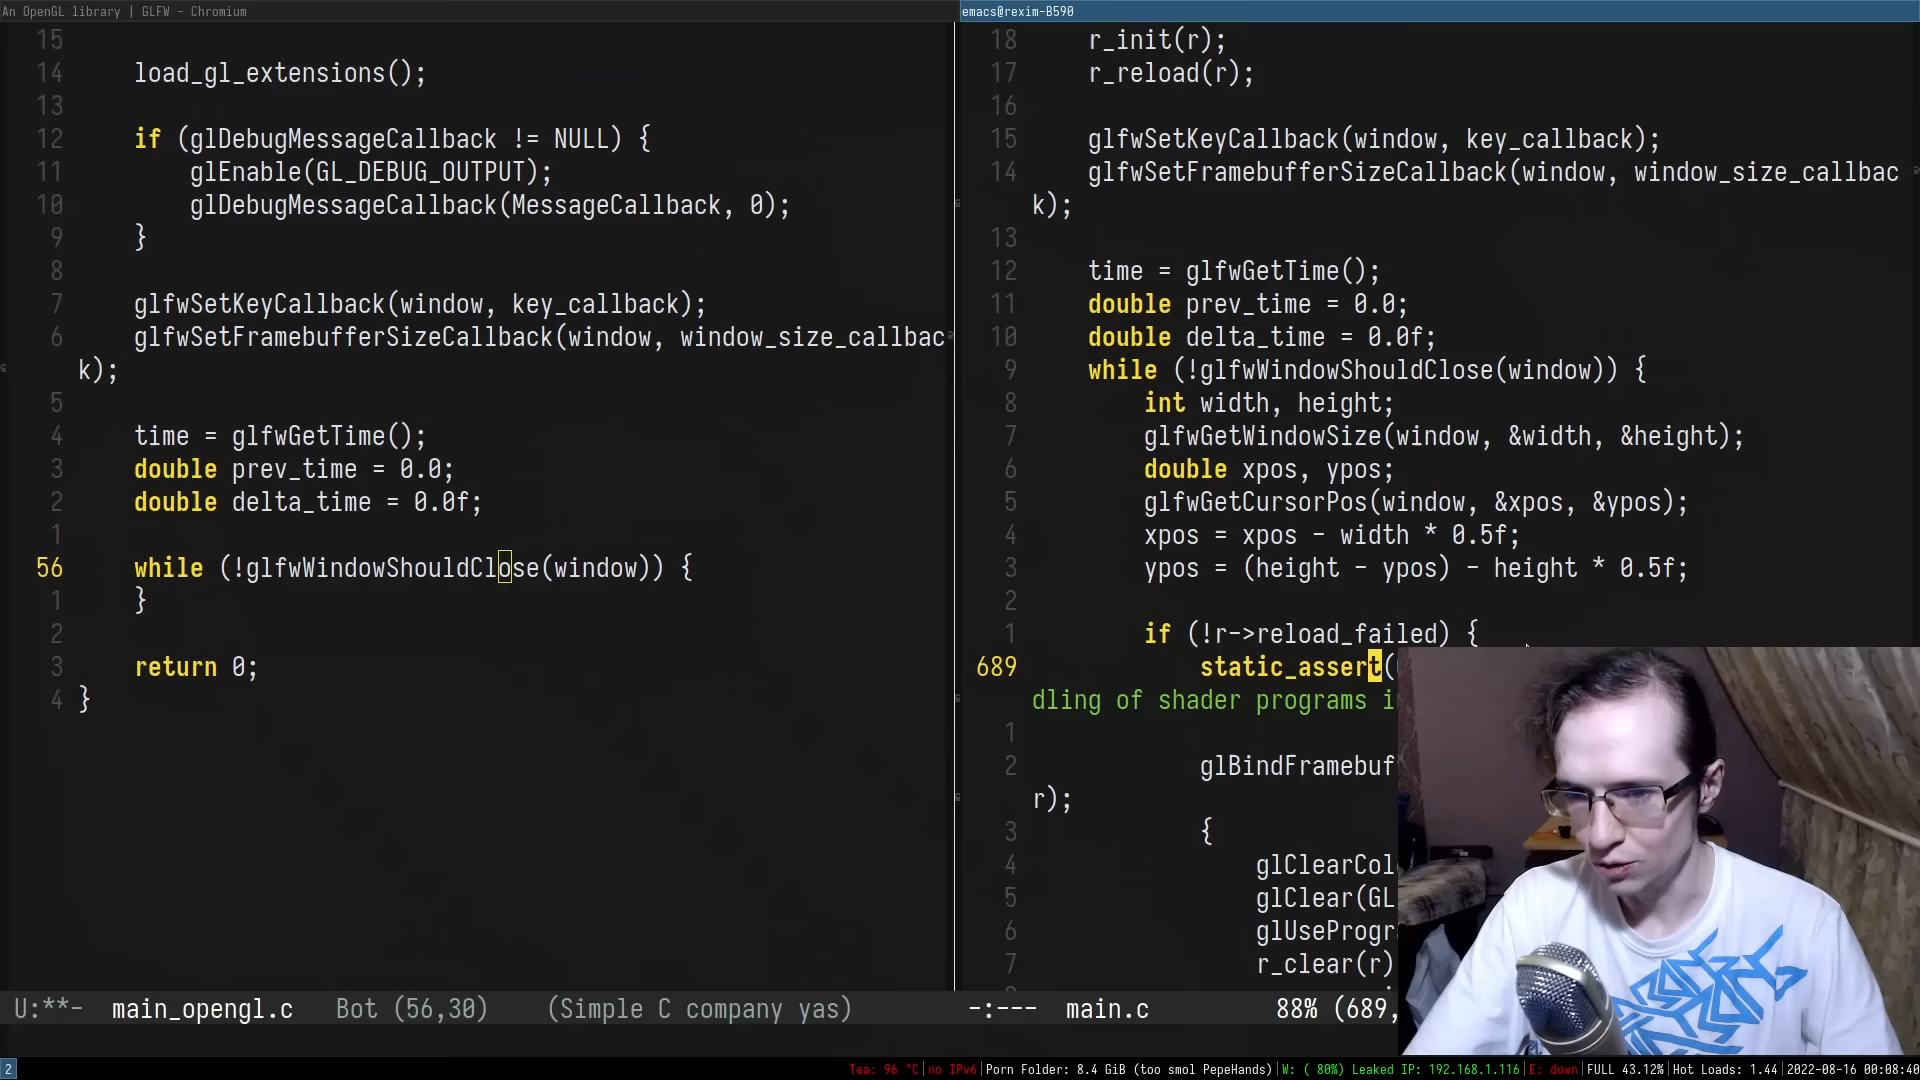 An OpenGL library | GLFW - Chromium
emacs@rexim-B590
15
14 load_gl_extensions();
13
12 if (glDebugMessageCallback != NULL) {
11 glEnable(GL_DEBUG_OUTPUT);
10 glDebugMessageCallback(MessageCallback, 0);
9 }
8
7 glfwSetKeyCallback(window, key_callback);
6 glfwSetFramebufferSizeCallback(window, window_size_callbac
k);
5
4 time = glfwGetTime();
3 double prev_time = 0.0;
2 double delta_time = 0.0f;
1
56 while (!glfwWindowShouldClose(window)) {
1 }
2
3 return 0;
4 }
U:**- main_opengl.c Bot (56,30) (Simple C company yas)
18 r_init(r);
17 r_reload(r);
16
15 glfwSetKeyCallback(window, key_callback);
14 glfwSetFramebufferSizeCallback(window, window_size_callbac
k);
13
12 time = glfwGetTime();
11 double prev_time = 0.0;
10 double delta_time = 0.0f;
9 while (!glfwWindowShouldClose(window)) {
8 int width, height;
7 glfwGetWindowSize(window, &width, &height);
6 double xpos, ypos;
5 glfwGetCursorPos(window, &xpos, &ypos);
4 xpos = xpos - width * 0.5f;
3 ypos = (height - ypos) - height * 0.5f;
2
1 if (!r->reload_failed) {
689 static_assert(
dling of shader programs i
1
2 glBindFramebuf
r);
3 {
4 glClearCol
5 glClear(GL
6 glUseProgr
7 r_clear(r)
-:--- main.c 88% (689,
2
Tea: 96 °C|no IPv6|Porn Folder: 8.4 GiB (too smol PepeHands)|W: ( 80%) Leaked IP: 192.168.1.116|E: down|FULL 43.12%|Hot Loads: 1.44|2022-08-16 00:08:40